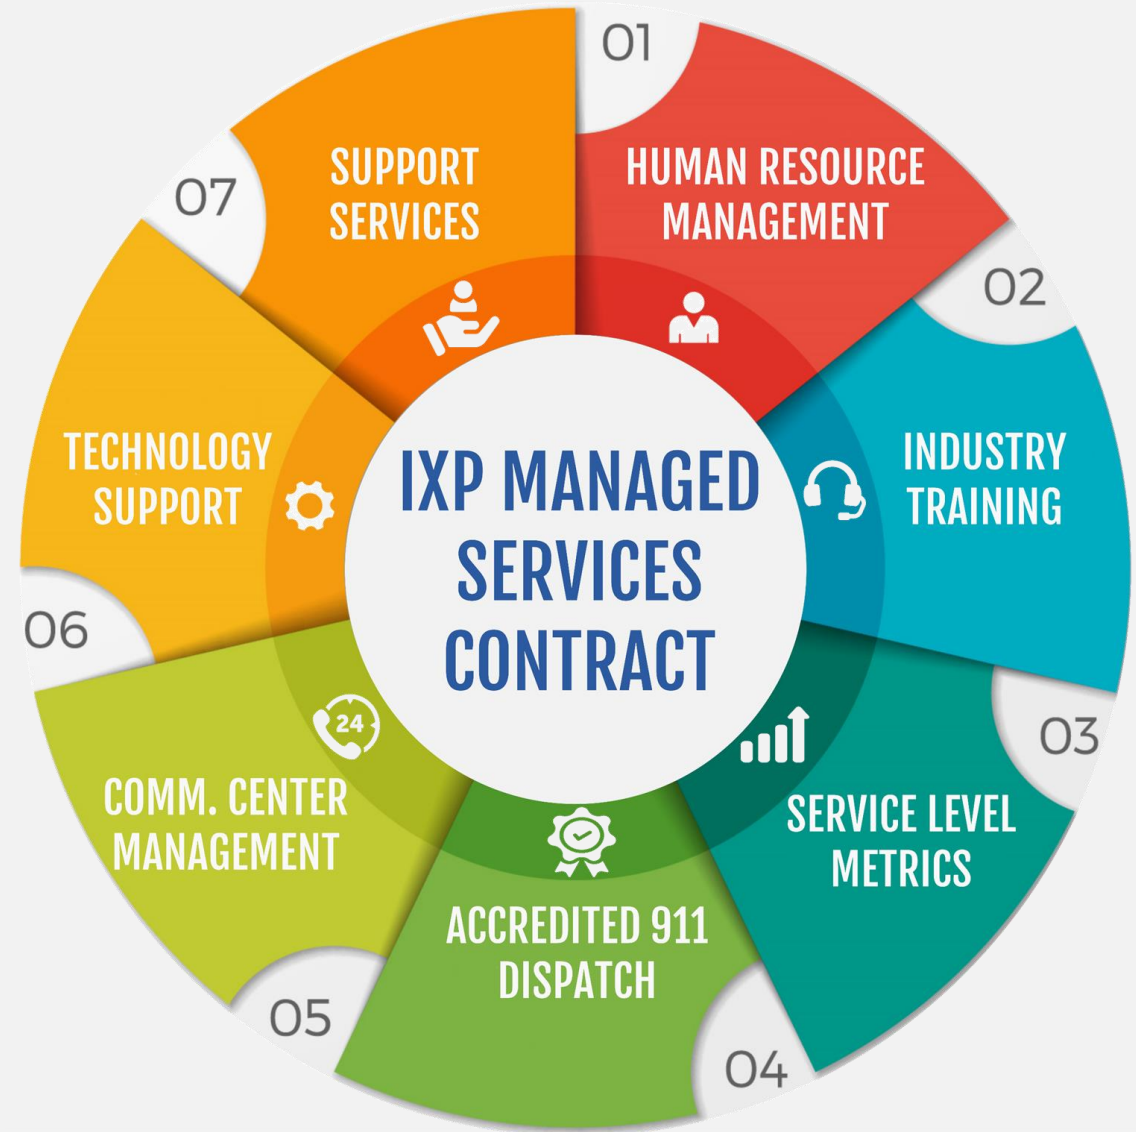 IXP MANAGED
SERVICES
CONTRACT
01
HUMAN RESOURCE
MANAGEMENT
02
INDUSTRY
TRAINING
03
SERVICE LEVEL
METRICS
04
ACCREDITED 911
DISPATCH
05
COMM. CENTER
MANAGEMENT
24
06
TECHNOLOGY
SUPPORT
07
SUPPORT
SERVICES